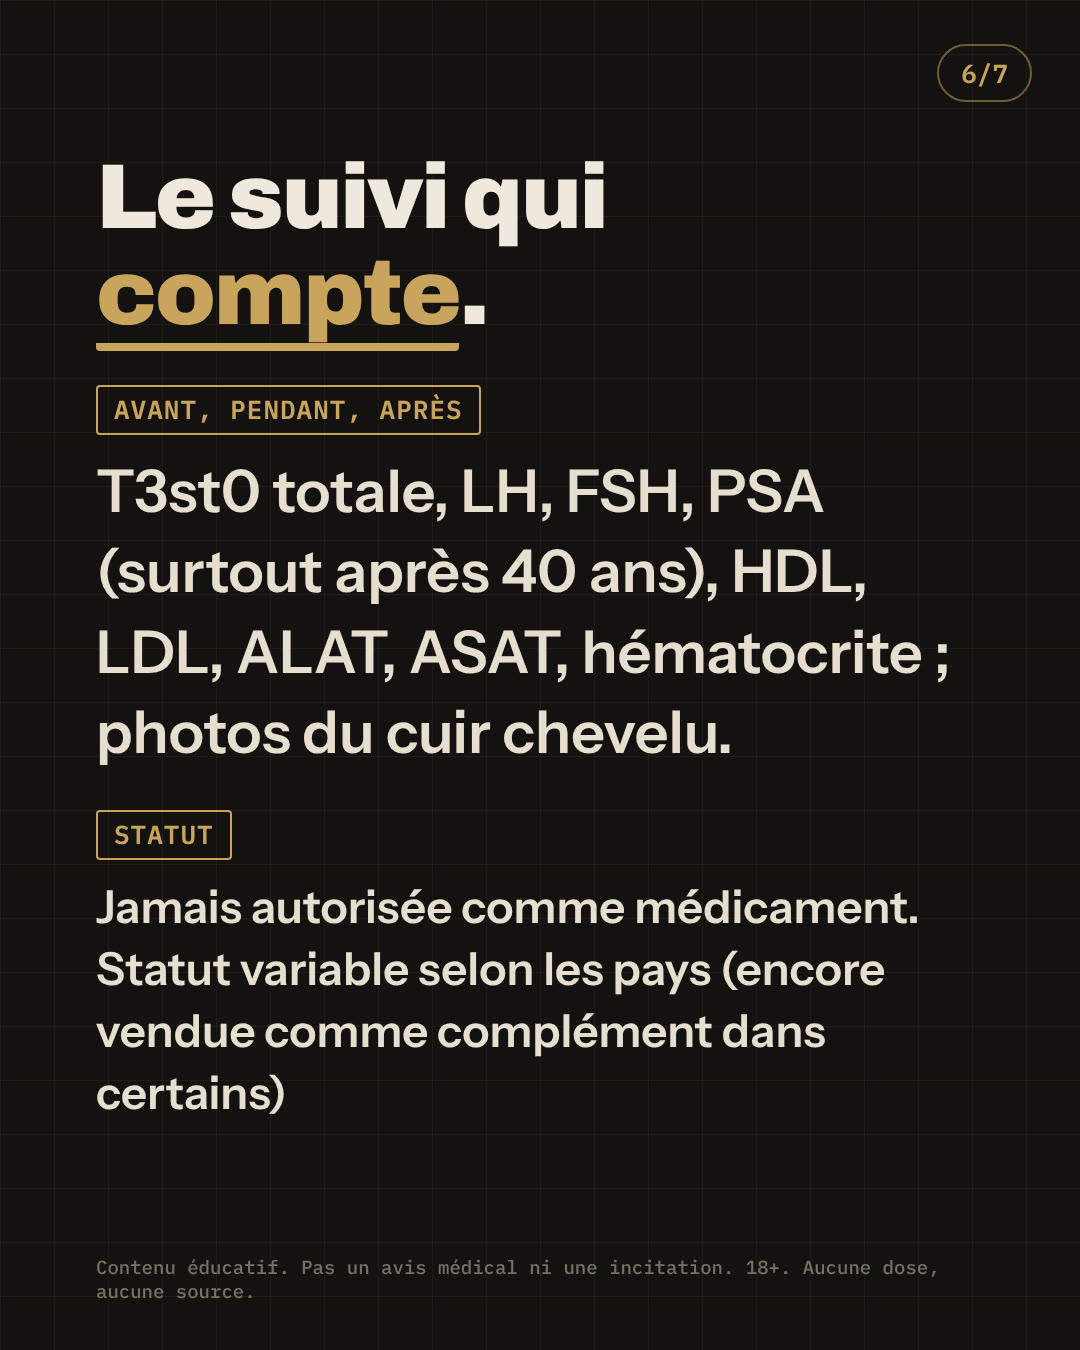 6/7
Le suivi qui
compte.
AVANT, PENDANT, APRÈS
T3st0 totale, LH, FSH, PSA
(surtout après 40 ans), HDL,
LDL, ALAT, ASAT, hématocrite ;
photos du cuir chevelu.
STATUT
Jamais autorisée comme médicament.
Statut variable selon les pays (encore
vendue comme complément dans
certains)
Contenu éducatif. Pas un avis médical ni une incitation. 18+. Aucune dose,
aucune source.